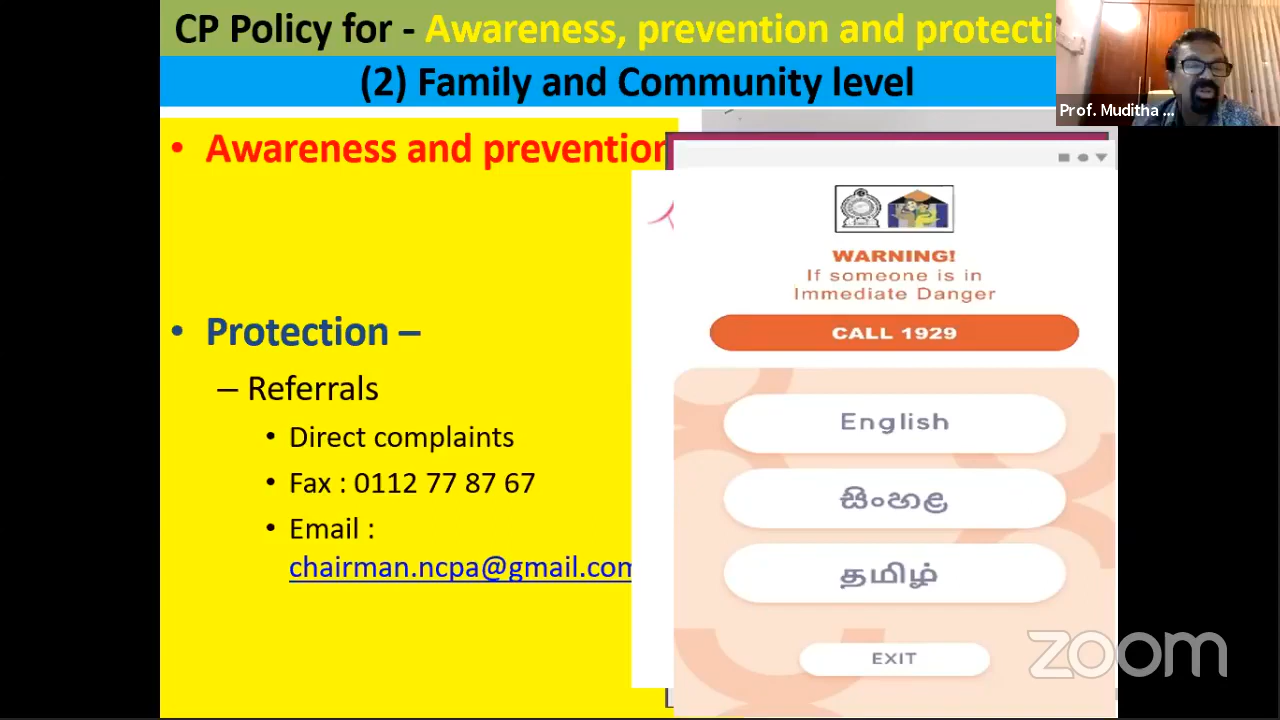 CP Policy for - Awareness, prevention and protecti
(2) Family and Community level
Prof. Muditha ...
• Awareness and prevention
• Protection –
– Referrals
• Direct complaints
• Fax : 0112 77 87 67
• Email :
chairman.ncpa@gmail.com
WARNING!
If someone is in
Immediate Danger
CALL 1929
English
සිංහල
தமிழ்
EXIT
zoom